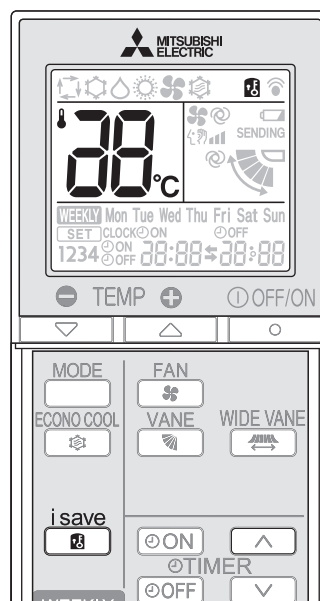 MITSUBISHI
ELECTRIC
SENDING
88°C
WEEKLY Mon Tue Wed Thu Fri Sat Sun
SET CLOCK ON OFF
1234 ON OFF 88:88 88:88
TEMP OFF/ON
MODE FAN
ECONO COOL VANE WIDE VANE
i save
ON
TIMER
OFF
WEEKLY